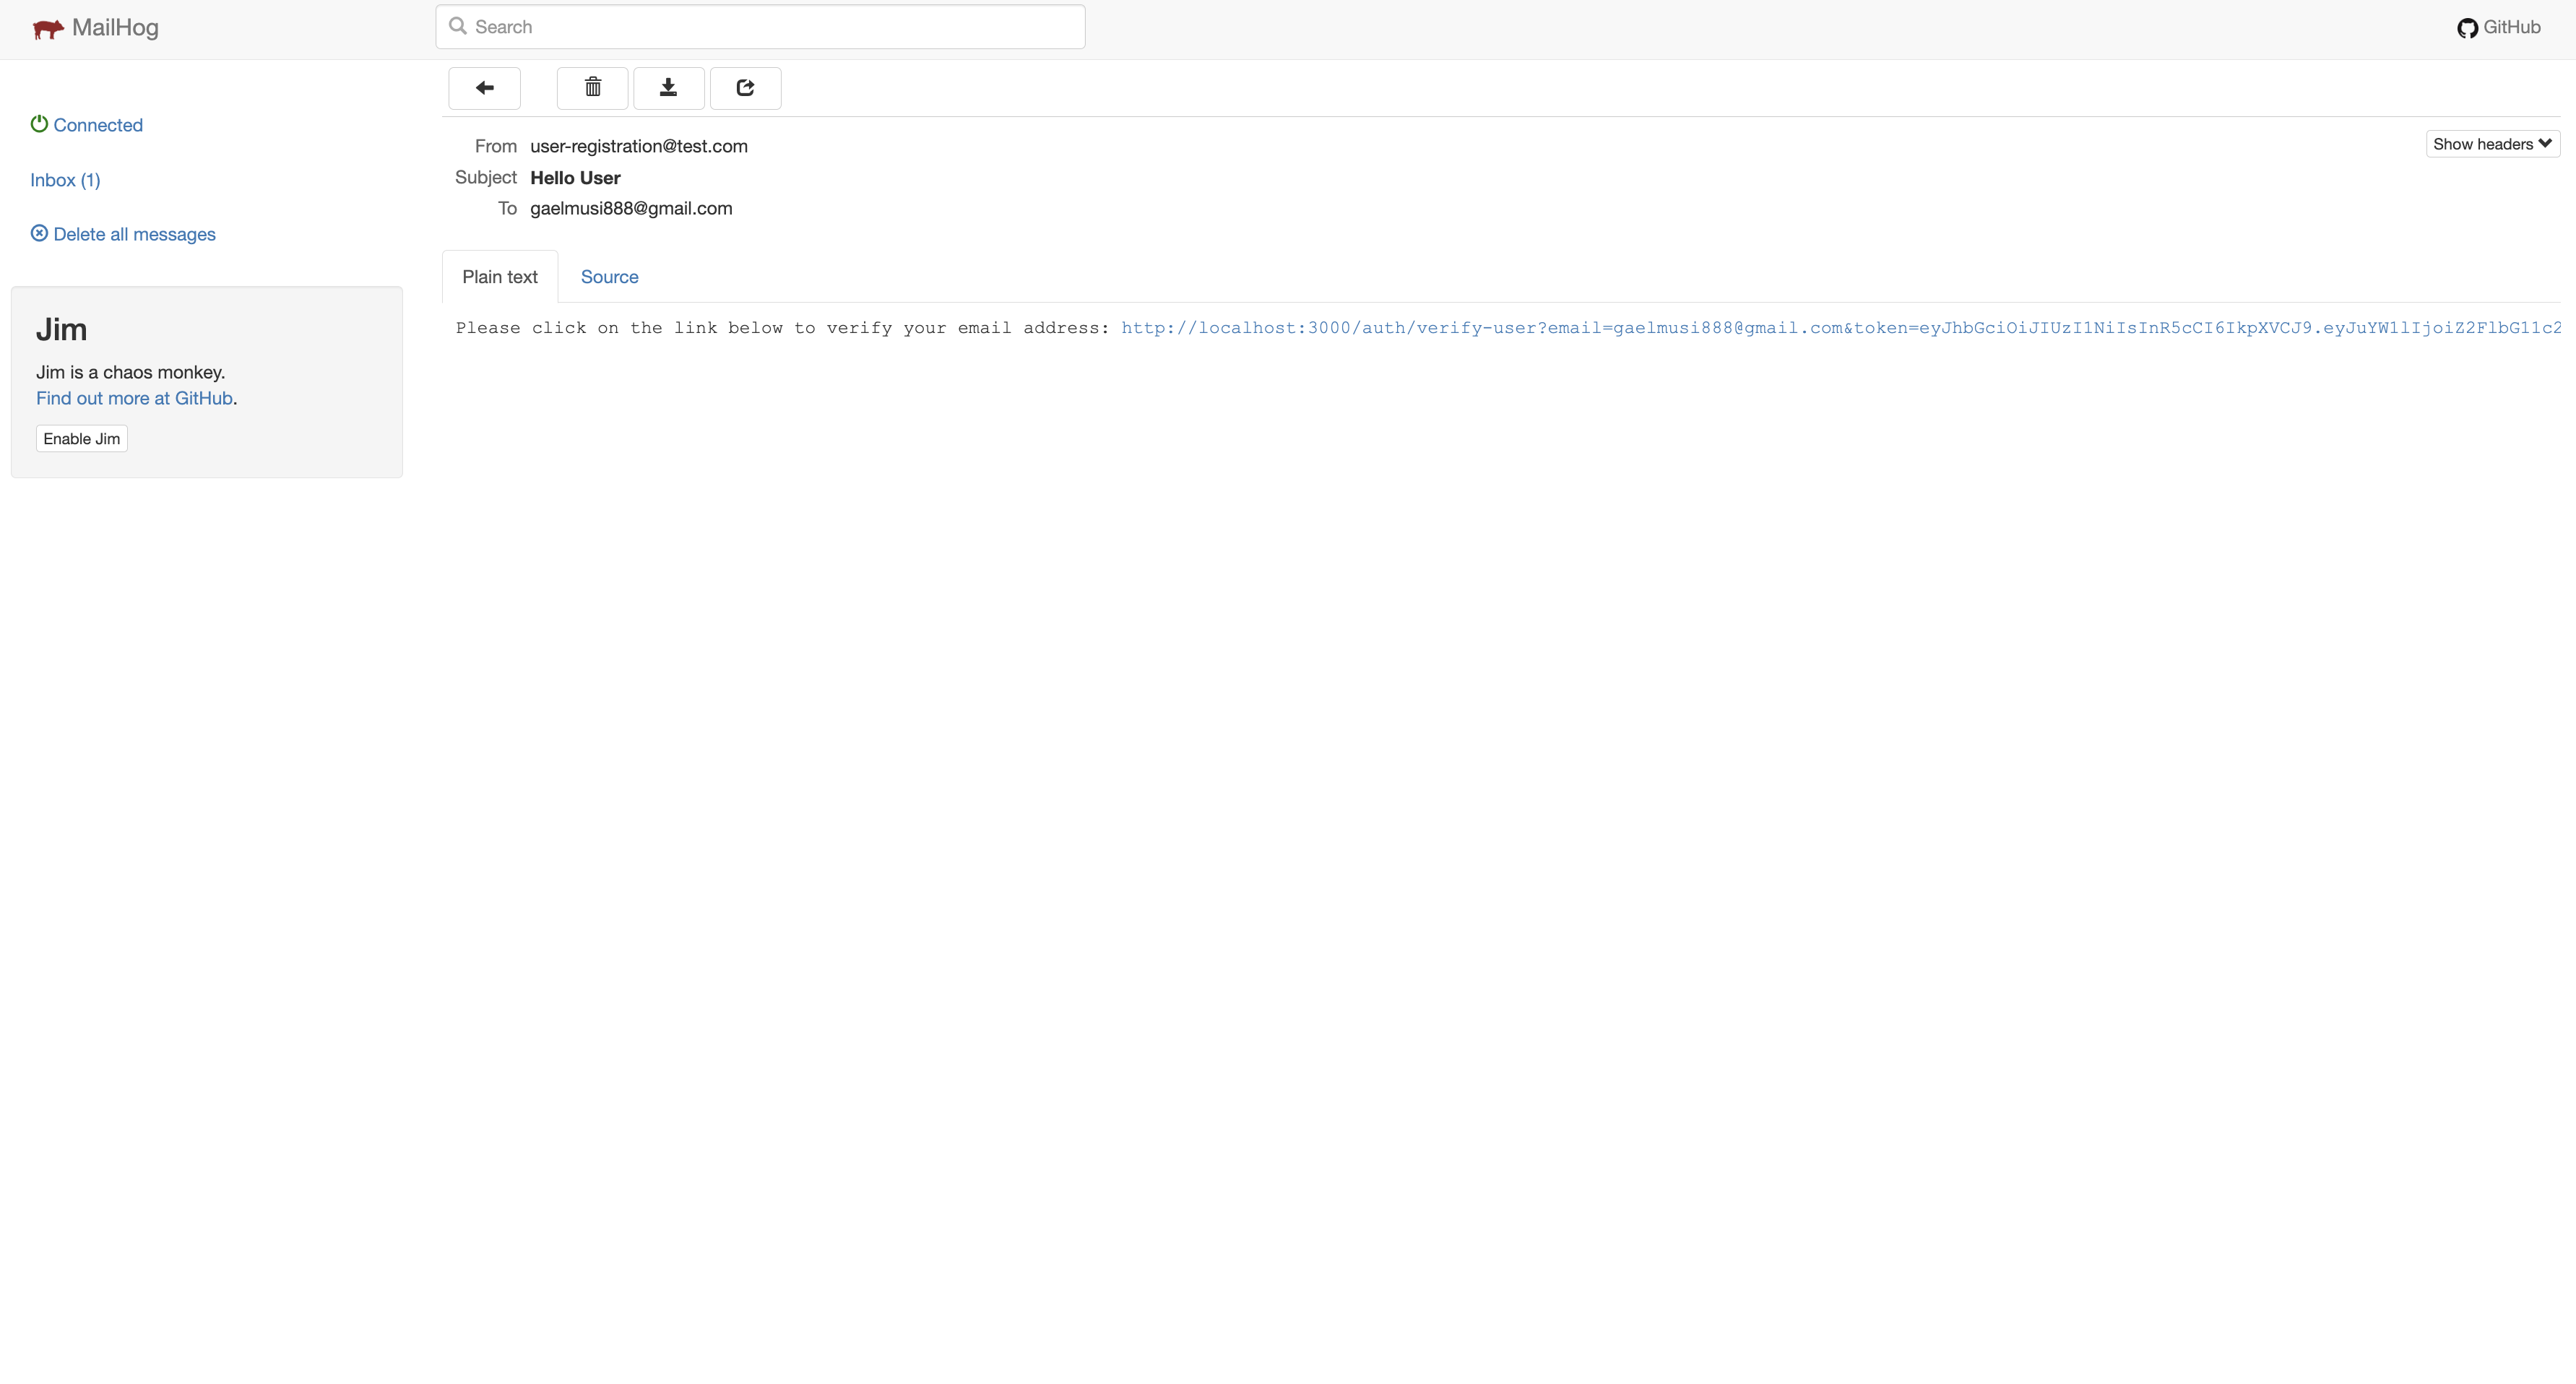 MailHog
Search
GitHub
Connected
Inbox (1)
Delete all messages
Jim
Jim is a chaos monkey.
Find out more at GitHub.
Enable Jim
From user-registration@test.com
Show headers
Subject Hello User
To gaelmusi888@gmail.com
Plain text Source
Please click on the link below to verify your email address: http://localhost:3000/auth/verify-user?email=gaelmusi888@gmail.com&token=eyJhbGciOiJIUzI1NiIsInR5cCI6IkpXVCJ9.eyJuYW1lIjoiZ2FlbG11c2